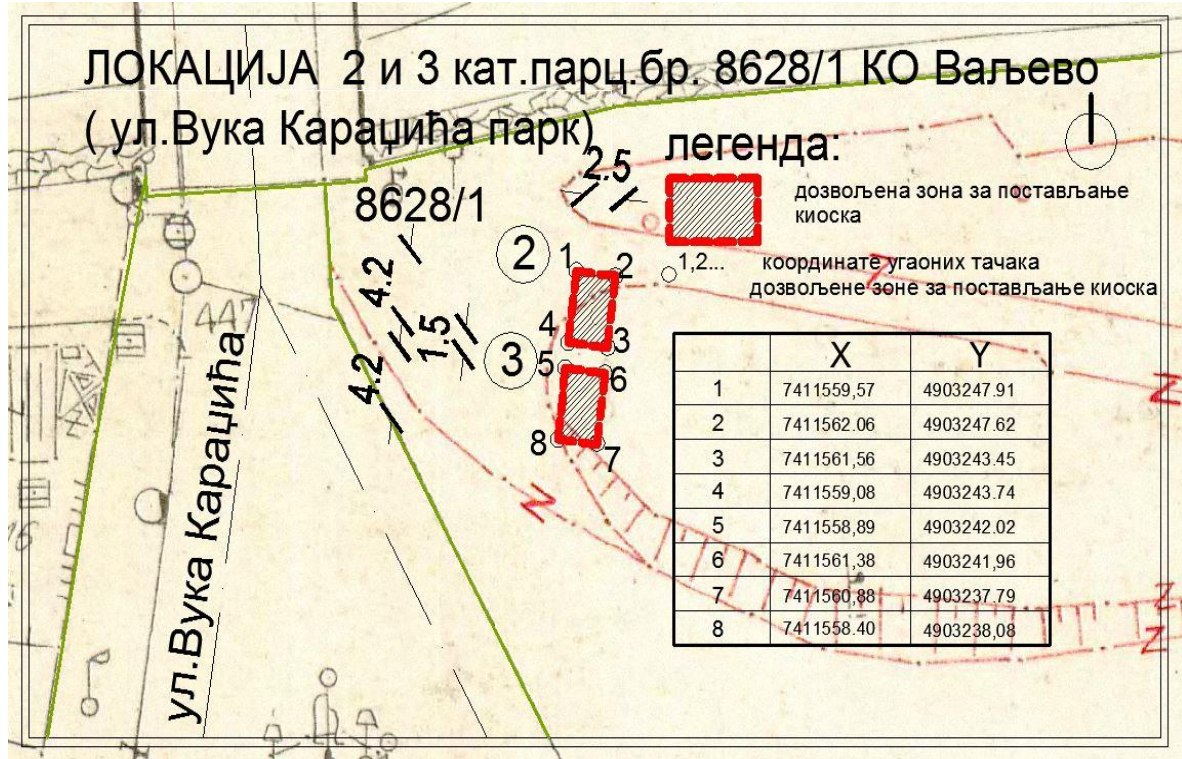 ЛОКАЦИЈА 2 и 3 кат.парц.бр. 8628/1 КО Ваљево
( ул.Вука Караџића парк)
легенда:
2.5
дозвољена зона за постављање
киоска
8628/1
2
1
2
1,2...
координате угаоних тачака
дозвољене зоне за постављање киоска
4.2
447
1.5
4
3
3
5
6
4.2
8
7
ул.Вука Караџића
X Y
1 7411559,57 4903247.91
2 7411562.06 4903247.62
3 7411561,56 4903243.45
4 7411559,08 4903243.74
5 7411558,89 4903242.02
6 7411561,38 4903241,96
7 7411560,88 4903237.79
8 7411558.40 4903238,08